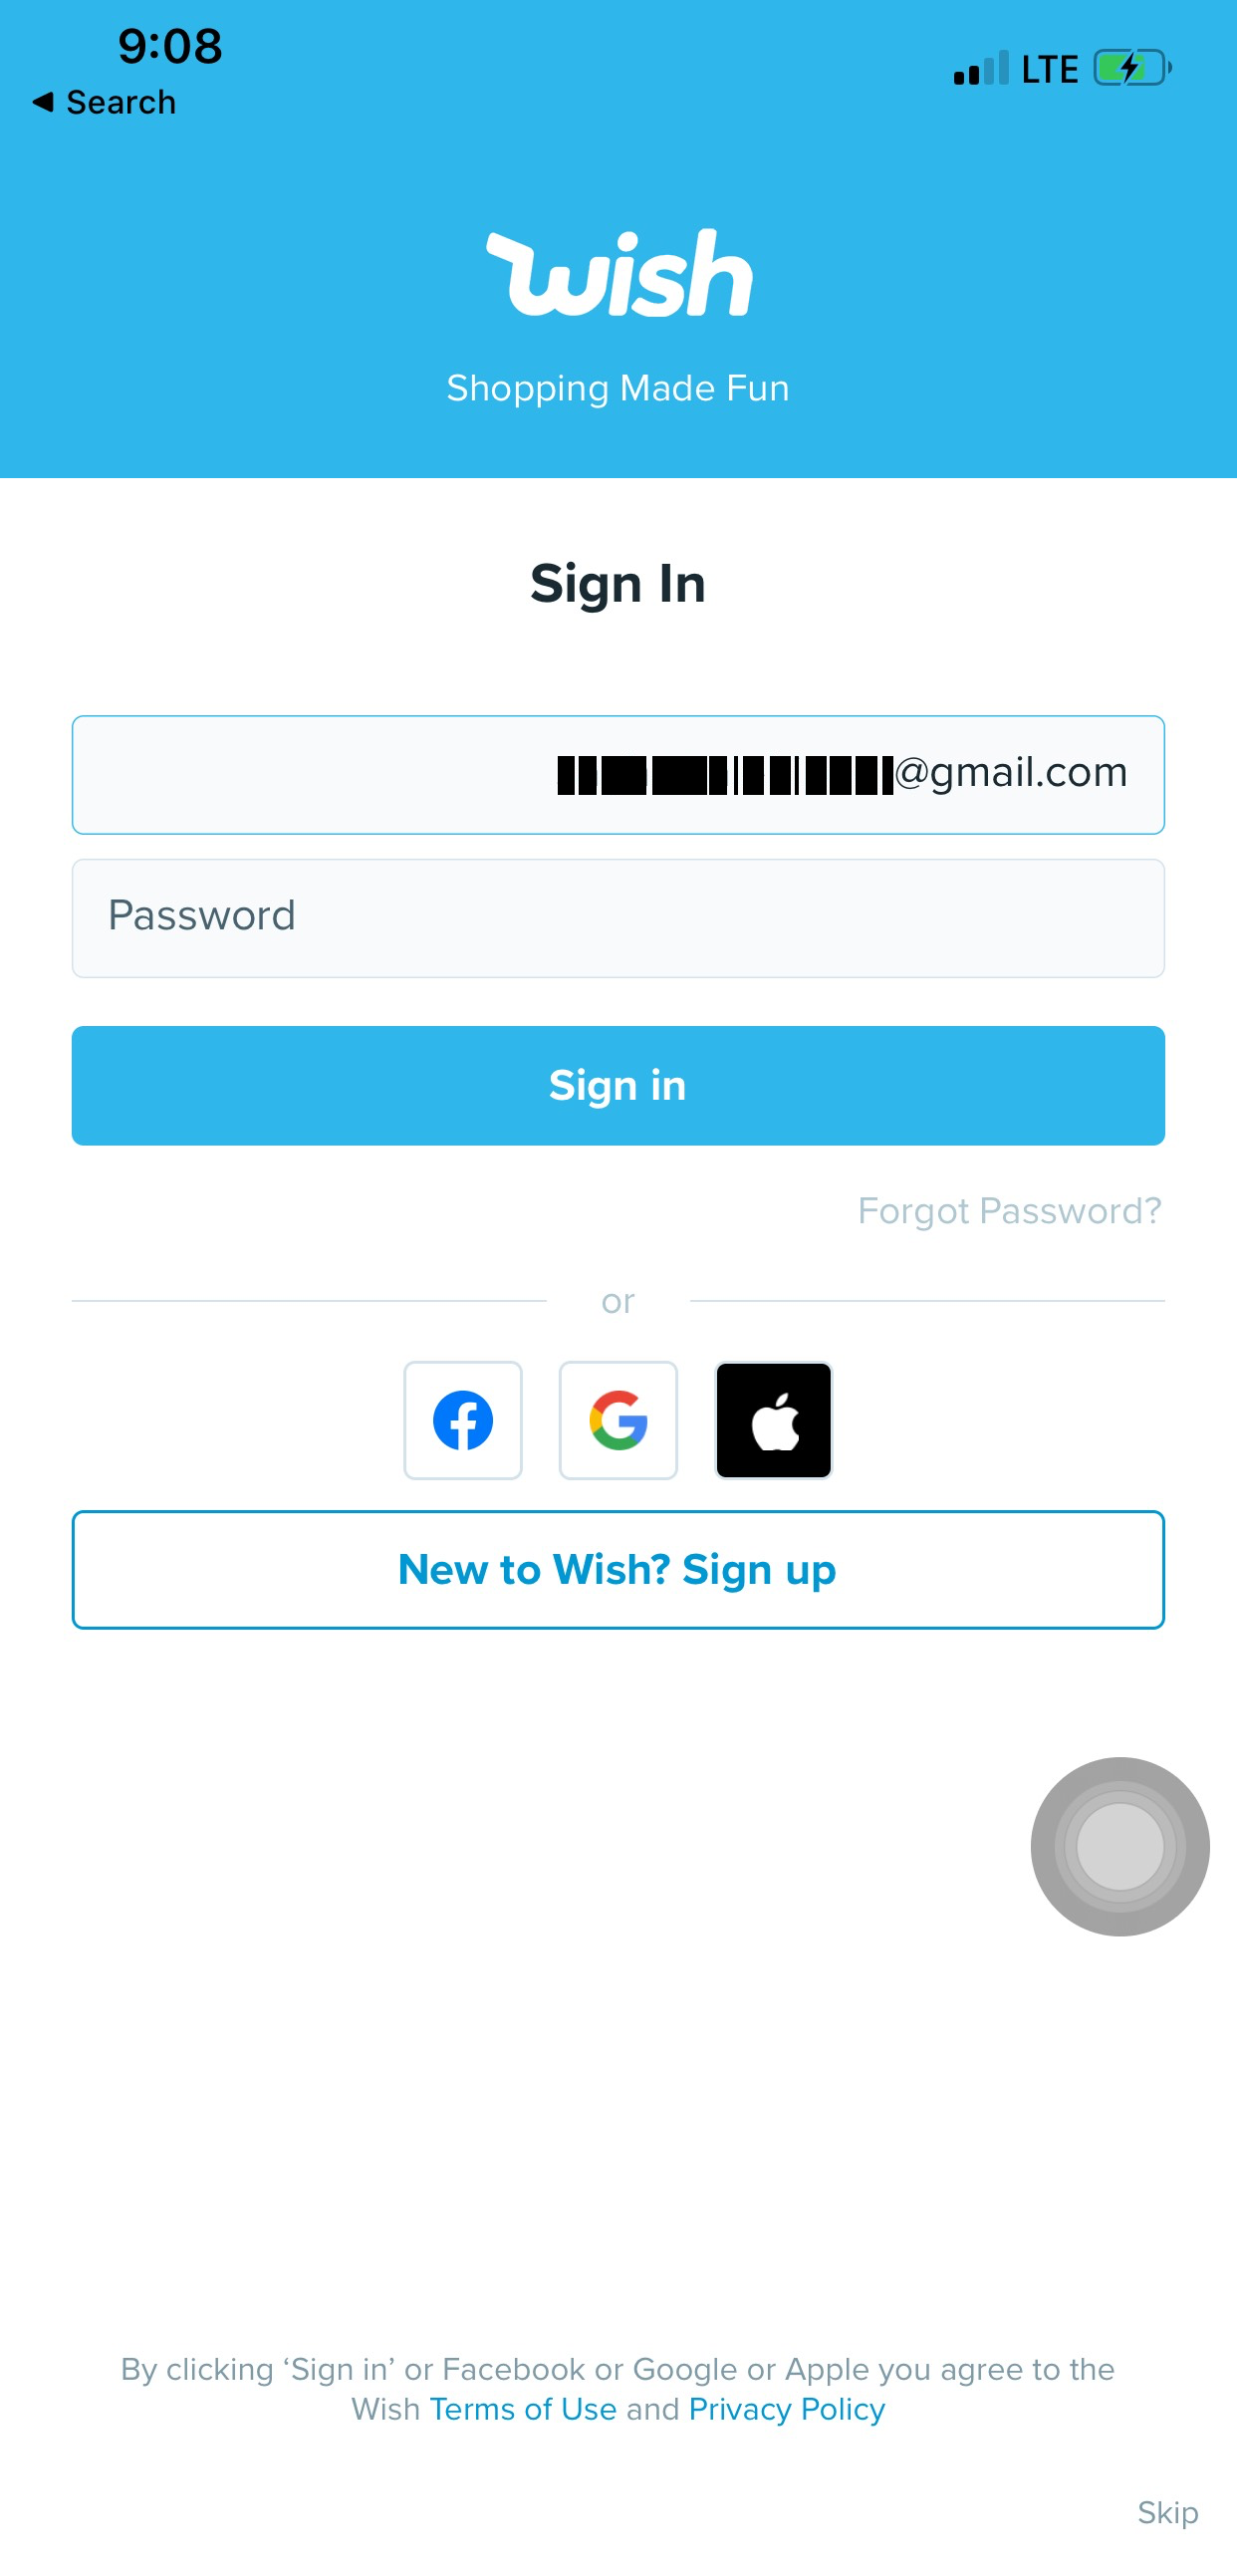 9:08
LTE
Search
wish
Shopping Made Fun
Sign In
@gmail.com
Password
Sign in
Forgot Password?
or
New to Wish? Sign up
By clicking ‘Sign in’ or Facebook or Google or Apple you agree to the
Wish Terms of Use and Privacy Policy
Skip